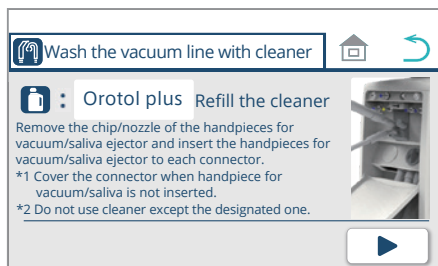 Wash the vacuum line with cleaner
: Orotol plus Refill the cleaner
Remove the chip/nozzle of the handpieces for
vacuum/saliva ejector and insert the handpieces for
vacuum/saliva ejector to each connector.
*1 Cover the connector when handpiece for
vacuum/saliva is not inserted.
*2 Do not use cleaner except the designated one.